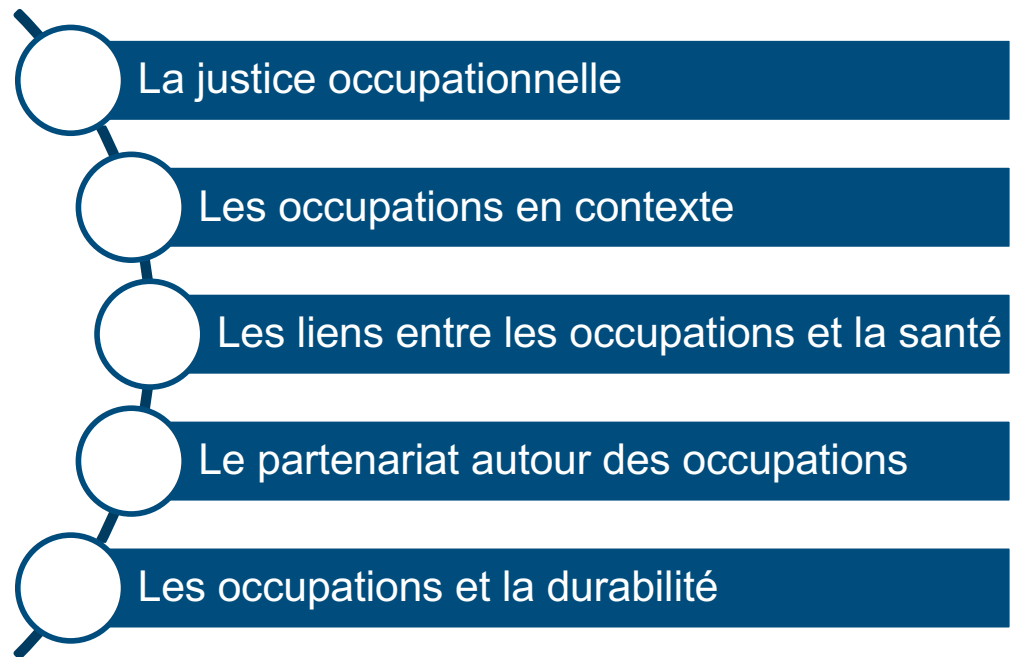 La justice occupationnelle
Les occupations en contexte
Les liens entre les occupations et la santé
Le partenariat autour des occupations
Les occupations et la durabilité